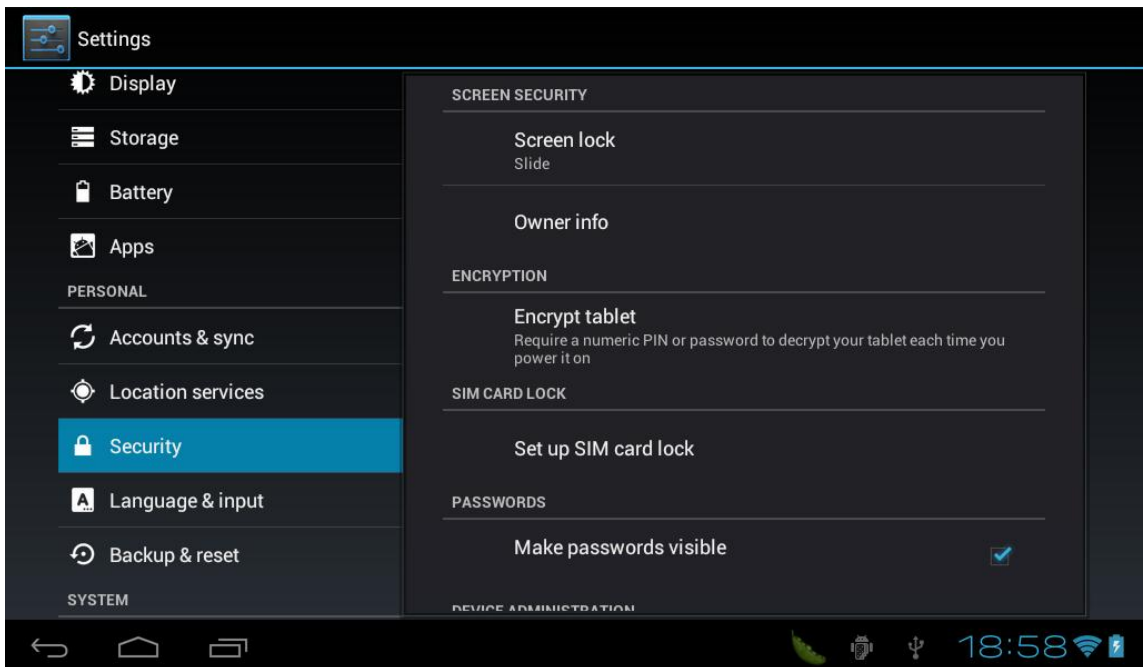 Settings
Display
Storage
Battery
Apps
PERSONAL
Accounts & sync
Location services
Security
Language & input
Backup & reset
SYSTEM
SCREEN SECURITY
Screen lock
Slide
Owner info
ENCRYPTION
Encrypt tablet
Require a numeric PIN or password to decrypt your tablet each time you
power it on
SIM CARD LOCK
Set up SIM card lock
PASSWORDS
Make passwords visible
DEVICE ADMINISTRATION
18:58